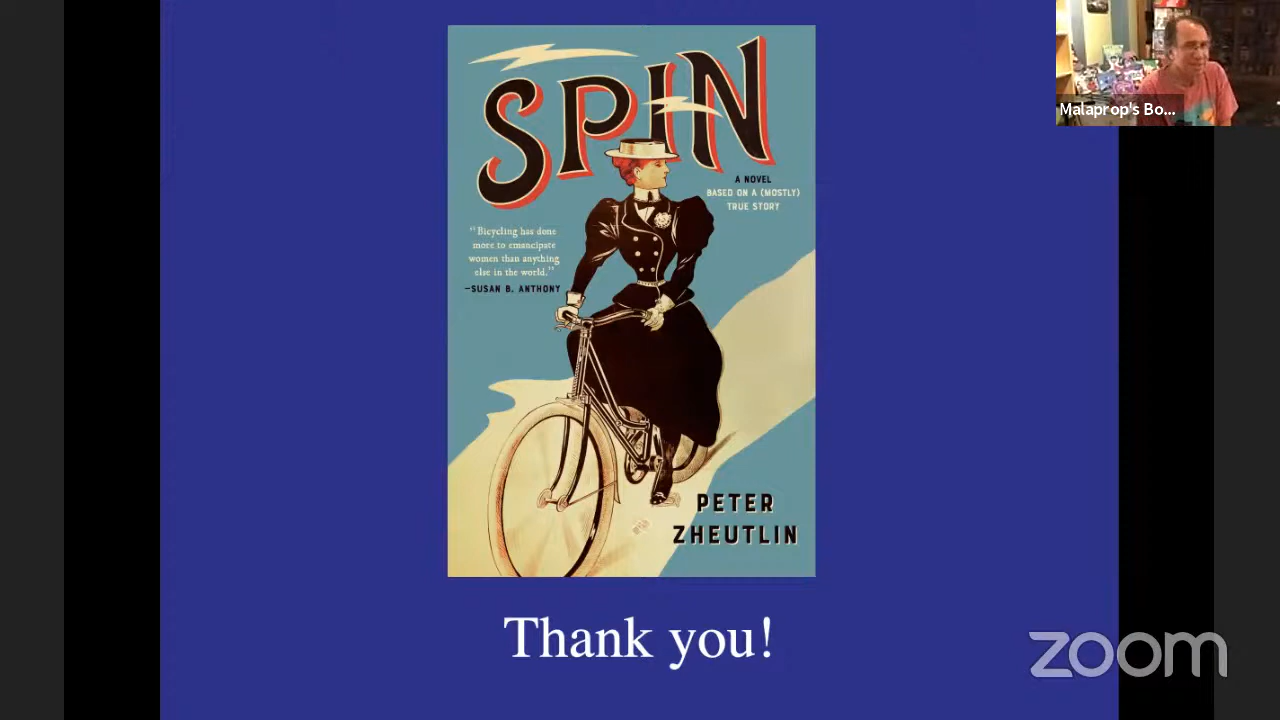 SPIN
A NOVEL
BASED ON A (MOSTLY)
TRUE STORY
"Bicycling has done
more to emancipate
women than anything
else in the world."
—SUSAN B. ANTHONY
PETER
ZHEUTLIN
Thank you!
Malaprop's Bo...
zoom